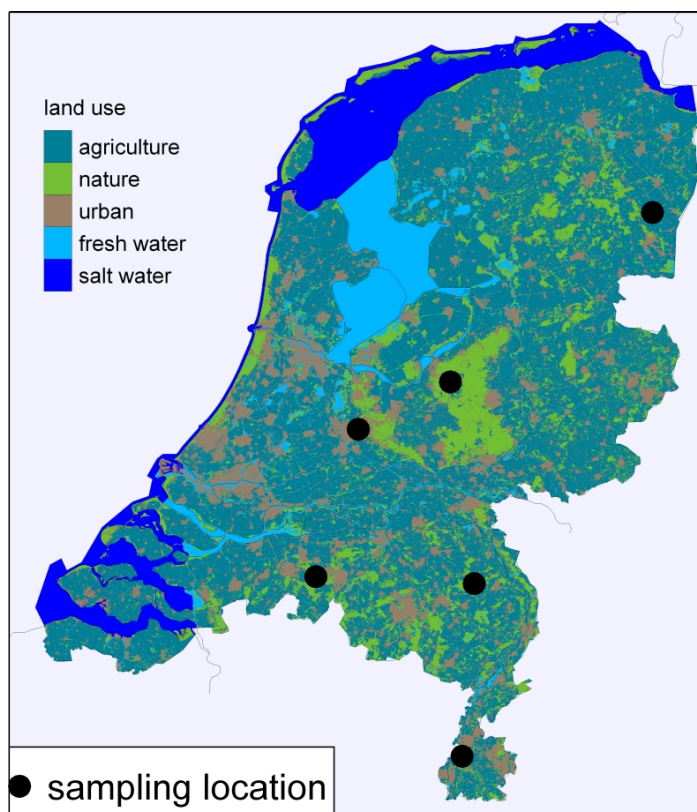 land use
agriculture
nature
urban
fresh water
salt water
sampling location